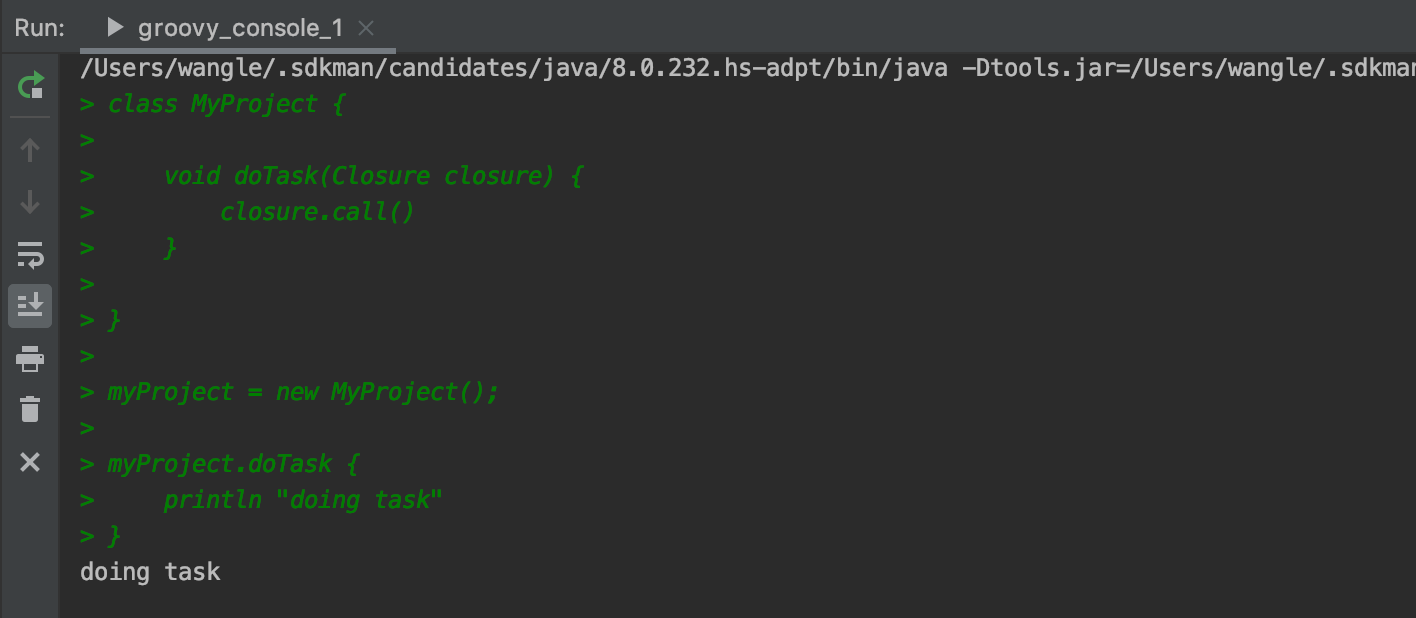 Run: groovy_console_1
/Users/wangle/.sdkman/candidates/java/8.0.232.hs-adpt/bin/java -Dtools.jar=/Users/wangle/.sdkman
> class MyProject {
>
>     void doTask(Closure closure) {
>         closure.call()
>     }
>
> }
>
> myProject = new MyProject();
>
> myProject.doTask {
>     println "doing task"
> }
doing task